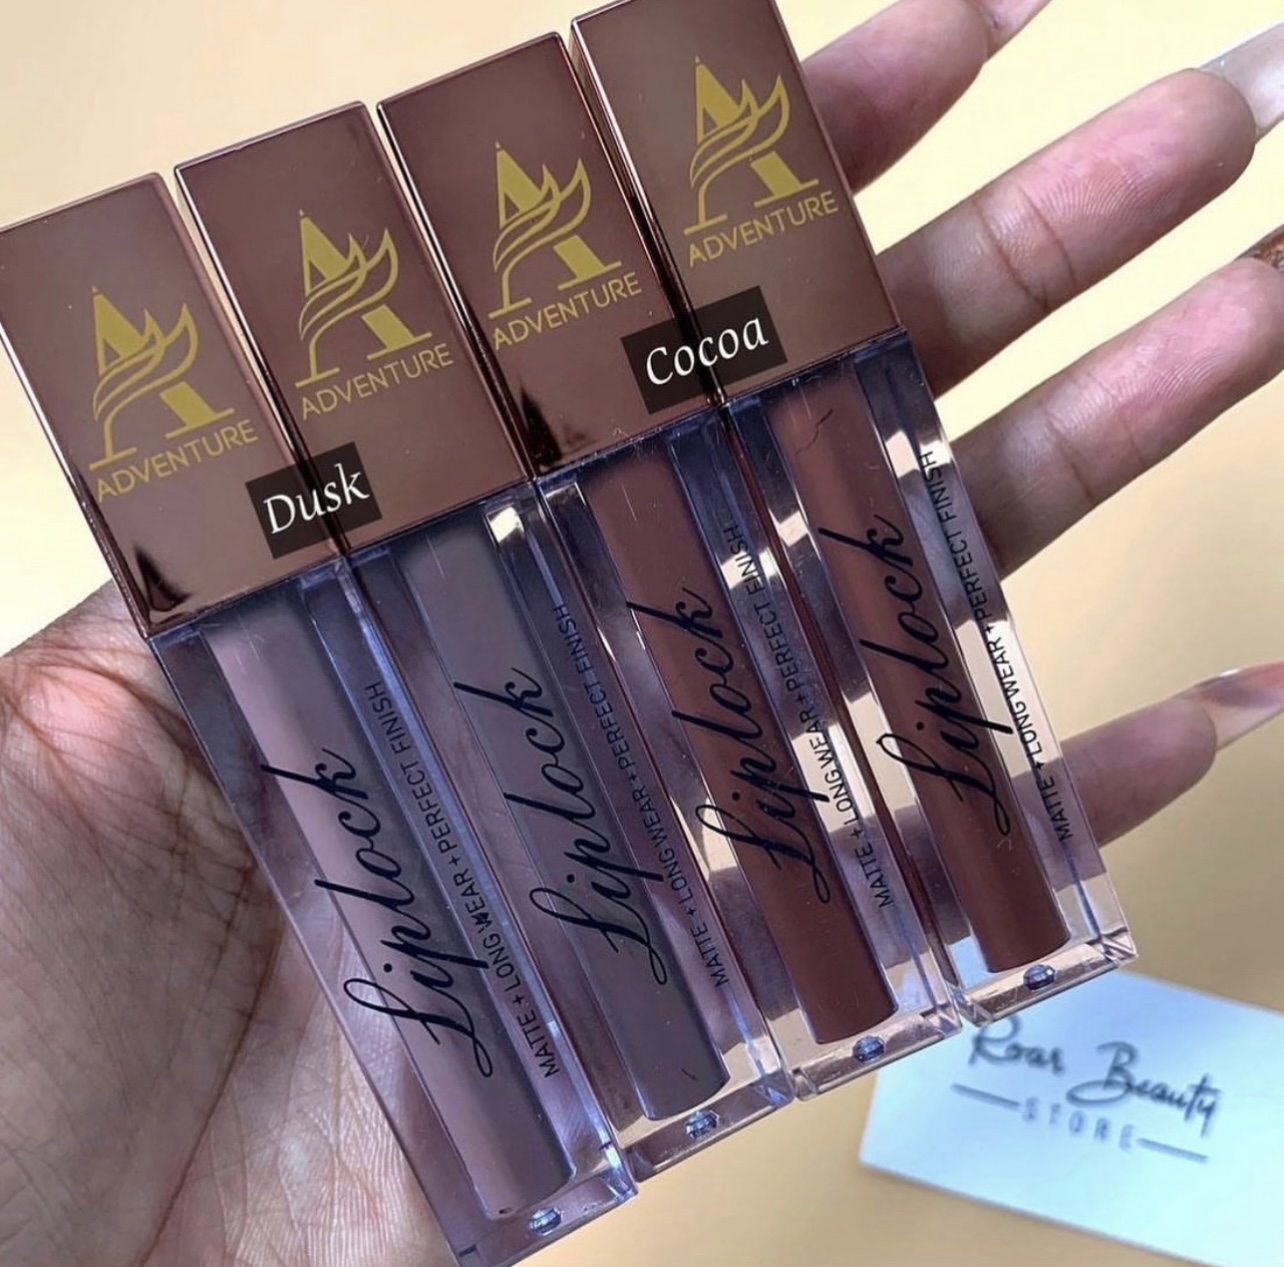 ADVENTURE
ADVENTURE
ADVENTURE
ADVENTURE
Cocoa
Dusk
Liplock
MATTE + LONG WEAR + PERFECT FINISH
Liplock
MATTE + LONG WEAR + PERFECT FINISH
Liplock
MATTE + LONG WEAR + PERFECT FINISH
Liplock
MATTE + LONG WEAR + PERFECT FINISH
Roar Beauty
STORE